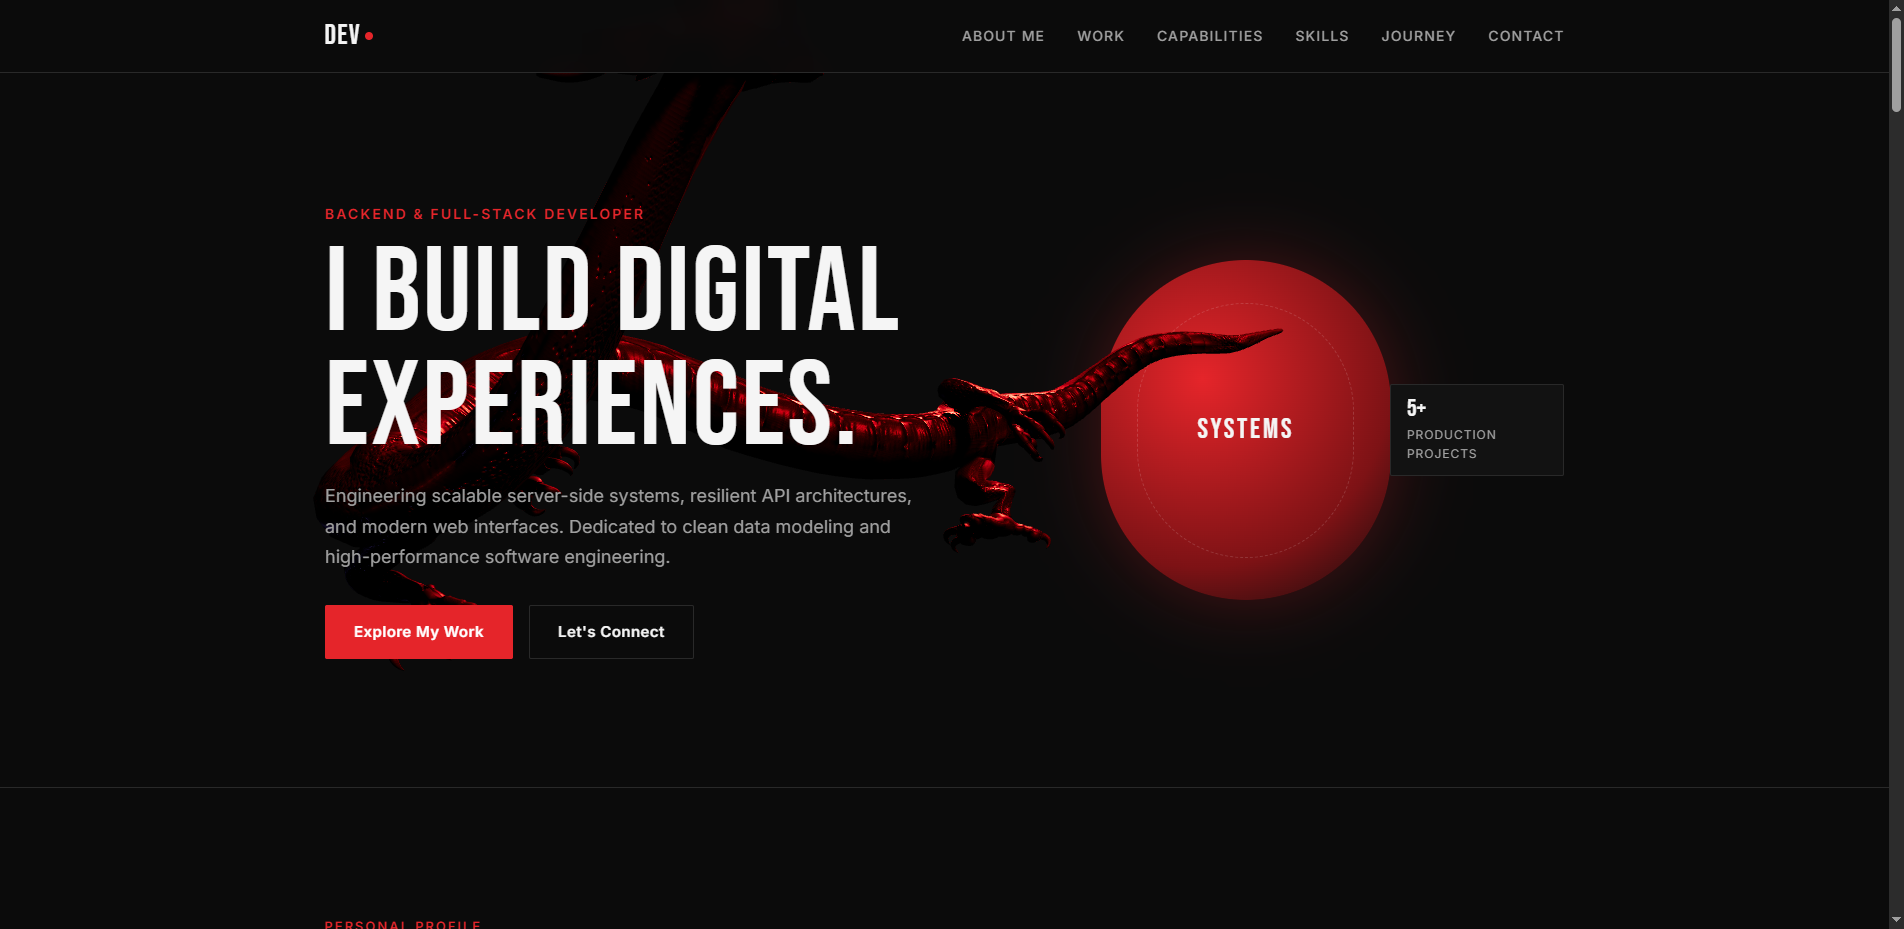 DEV
ABOUT ME
WORK
CAPABILITIES
SKILLS
JOURNEY
CONTACT
BACKEND & FULL-STACK DEVELOPER
I BUILD DIGITAL
EXPERIENCES.
Engineering scalable server-side systems, resilient API architectures,
and modern web interfaces. Dedicated to clean data modeling and
high-performance software engineering.
Explore My Work
Let's Connect
SYSTEMS
5+
PRODUCTION
PROJECTS
PERSONAL PROFILE